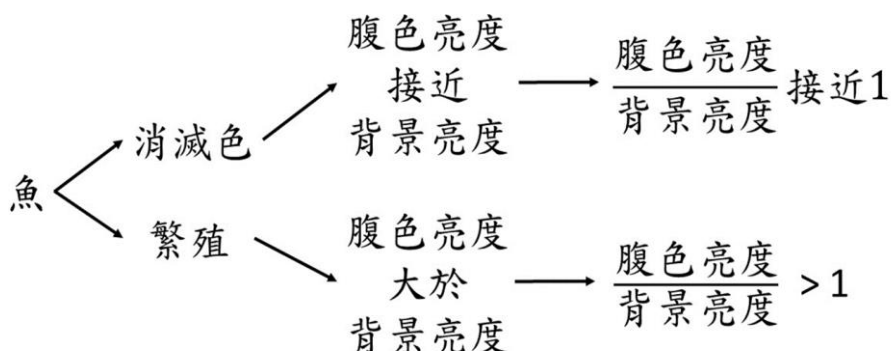 魚
消滅色
腹色亮度
接近
背景亮度
腹色亮度
背景亮度
接近1
繁殖
腹色亮度
大於
背景亮度
腹色亮度
背景亮度
> 1